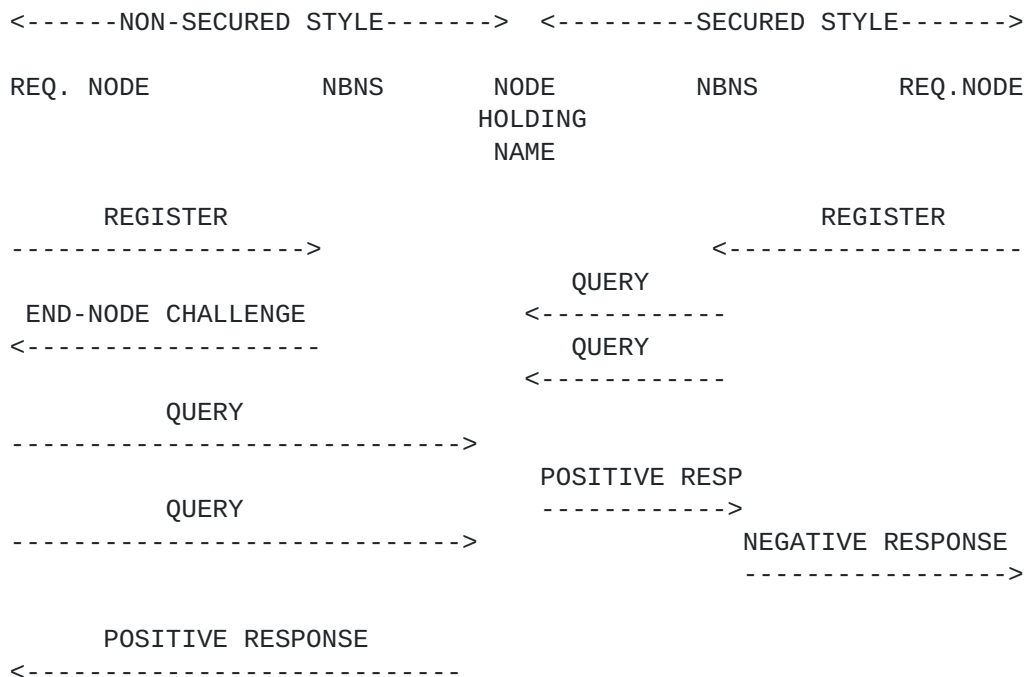 <------NON-SECURED STYLE-------> <---------SECURED STYLE------->
REQ. NODE NBNS NODE NBNS REQ.NODE
HOLDING
NAME
REGISTER REGISTER
-------------------> <-------------------
QUERY
END-NODE CHALLENGE <------------
<------------------- QUERY
<------------
QUERY
----------------------------->
POSITIVE RESP
QUERY ------------>
-----------------------------> NEGATIVE RESPONSE
----------------->
POSITIVE RESPONSE
<----------------------------